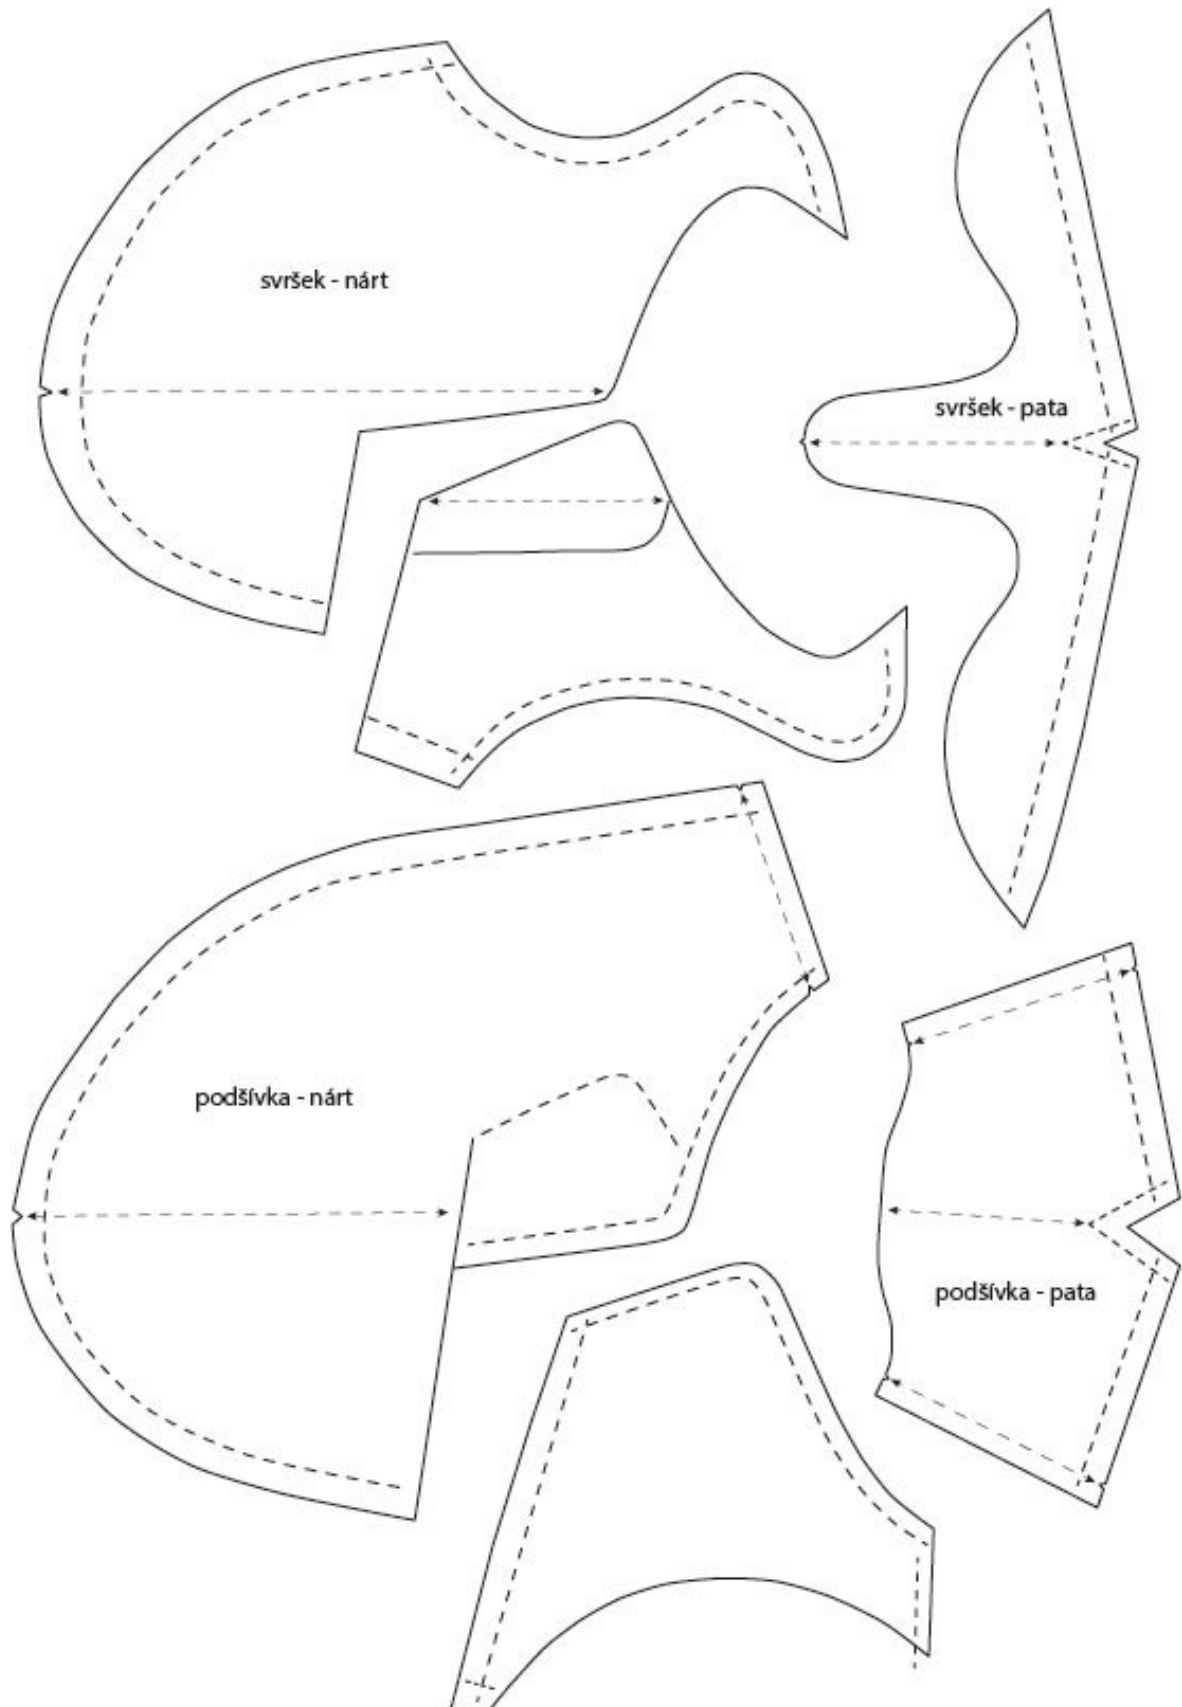 svršek - nárt
svršek - pata
podšívka - nárt
podšívka - pata